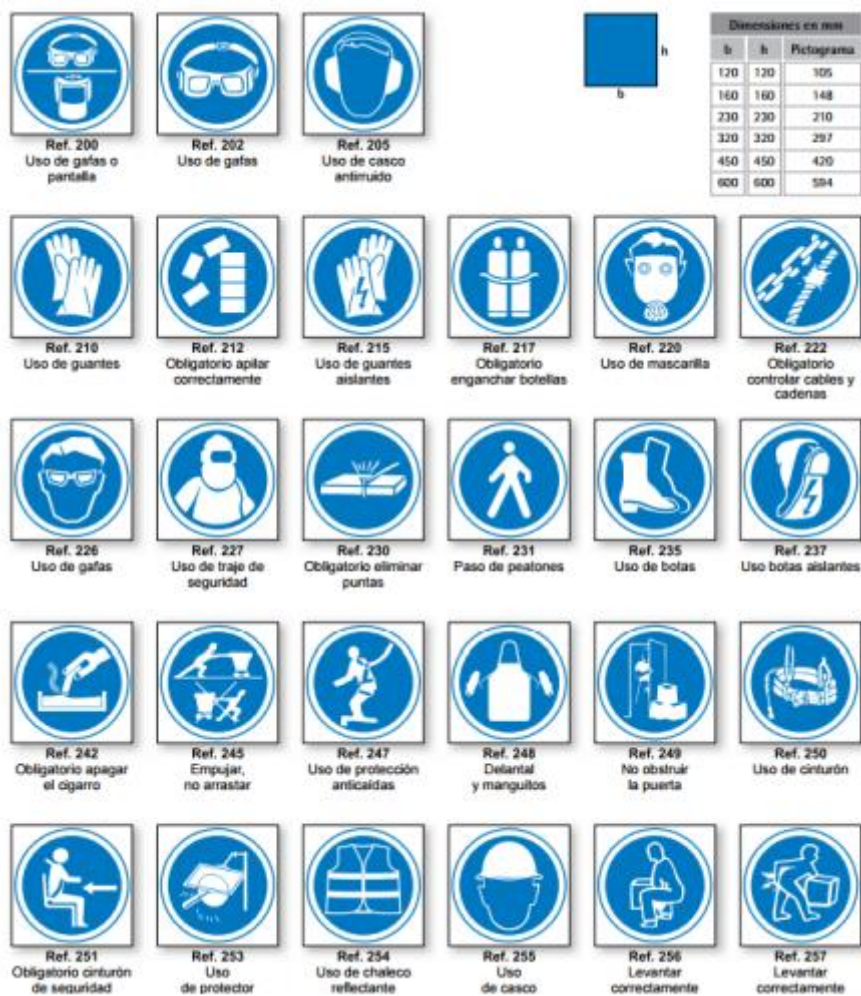 Dimensiones en mm
b h Pictograma
120 120 105
160 160 148
230 230 210
320 320 297
450 450 420
600 600 594
h
b
Ref. 200
Uso de gafas o
pantalla
Ref. 202
Uso de gafas
Ref. 205
Uso de casco
antirruido
Ref. 210
Uso de guantes
Ref. 212
Obligatorio apilar
correctamente
Ref. 215
Uso de guantes
aislantes
Ref. 217
Obligatorio
enganchar botellas
Ref. 220
Uso de mascarilla
Ref. 222
Obligatorio
controlar cables y
cadenas
Ref. 226
Uso de gafas
Ref. 227
Uso de traje de
seguridad
Ref. 230
Obligatorio eliminar
puntas
Ref. 231
Paso de peatones
Ref. 235
Uso de botas
Ref. 237
Uso botas aislantes
Ref. 242
Obligatorio apagar
el cigarro
Ref. 245
Empujar,
no arrastar
Ref. 247
Uso de protección
anticaídas
Ref. 248
Delantal
y manguitos
Ref. 249
No obstruir
la puerta
Ref. 250
Uso de cinturón
Ref. 251
Obligatorio cinturón
de seguridad
Ref. 253
Uso
de protector
Ref. 254
Uso de chaleco
reflectante
Ref. 255
Uso
de casco
Ref. 256
Levantar
correctamente
Ref. 257
Levantar
correctamente